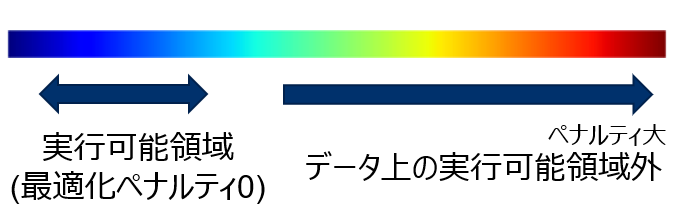 実行可能領域
(最適化ペナルティ0)
ペナルティ大
データ上の実行可能領域外